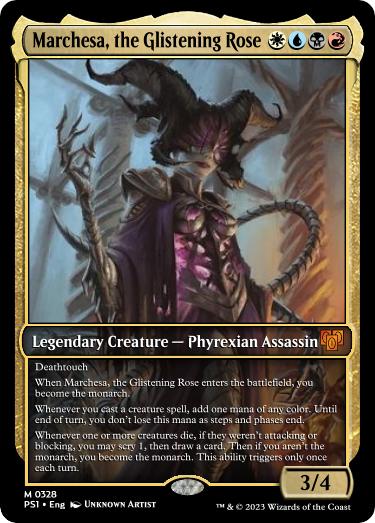 Marchesa, the Glistening Rose
Legendary Creature — Phyrexian Assassin
Deathtouch
When Marchesa, the Glistening Rose enters the battlefield, you
become the monarch.
Whenever you cast a creature spell, add one mana of any color. Until
end of turn, you don't lose this mana as steps and phases end.
Whenever one or more creatures die, if they weren't attacking or
blocking, you may scry 1, then draw a card. Then if you aren't the
monarch, you become the monarch. This ability triggers only once
each turn.
3/4
M 0328
PS1 • Eng Unknown Artist
™ & © 2023 Wizards of the Coast